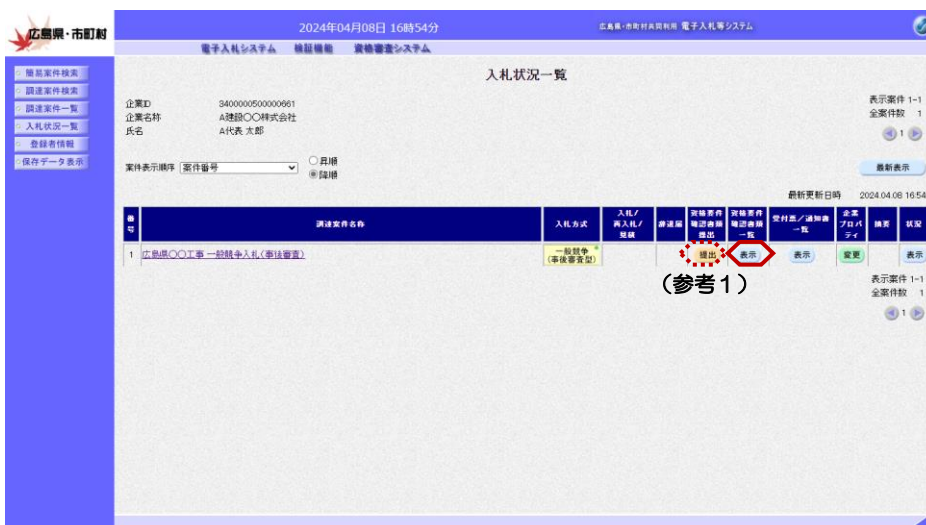 広島県・市町村
2024年04月08日 16時54分
広島県・市町村共同利用 電子入札等システム
電子入札システム 検証機能 資格審査システム
簡易案件検索
調達案件検索
調達案件一覧
入札状況一覧
登録者情報
保存データ表示
入札状況一覧
企業ID 3400000500000661
企業名称 A建設〇〇株式会社
氏名 A代表 太郎
表示案件 1-1
全案件数 1
1
案件表示順序 案件番号
昇順
降順
最新表示
最新更新日時 2024.04.08 16:54
番号
調達案件名称
入札方式
入札/再入札/見積
辞退届
資格要件確認書類提出
資格要件確認書類一覧
受付票/通知書一覧
企業プロパティ
摘要
状況
1 広島県〇〇工事 一般競争入札(事後審査) 一般競争(事後審査型) 提出 表示 表示 変更 表示
(参考1)
表示案件 1-1
全案件数 1
1